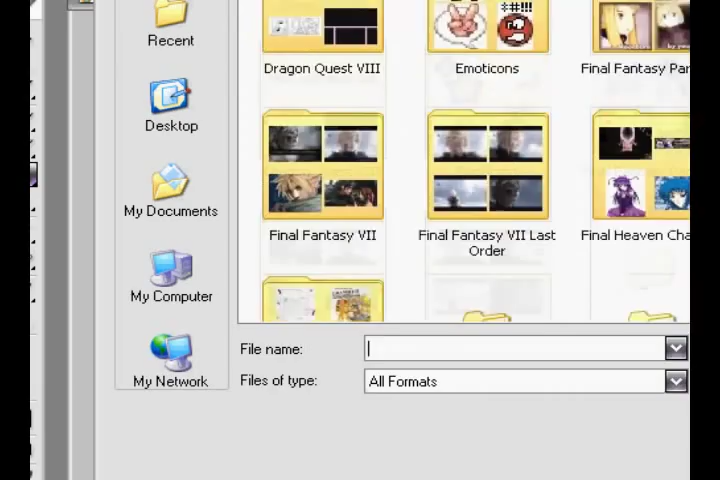 Recent
Desktop
My Documents
My Computer
My Network
Dragon Quest VIII
Emoticons
Final Fantasy Par
Final Fantasy VII
Final Fantasy VII Last
Order
Final Heaven Cha
File name:
Files of type:
All Formats